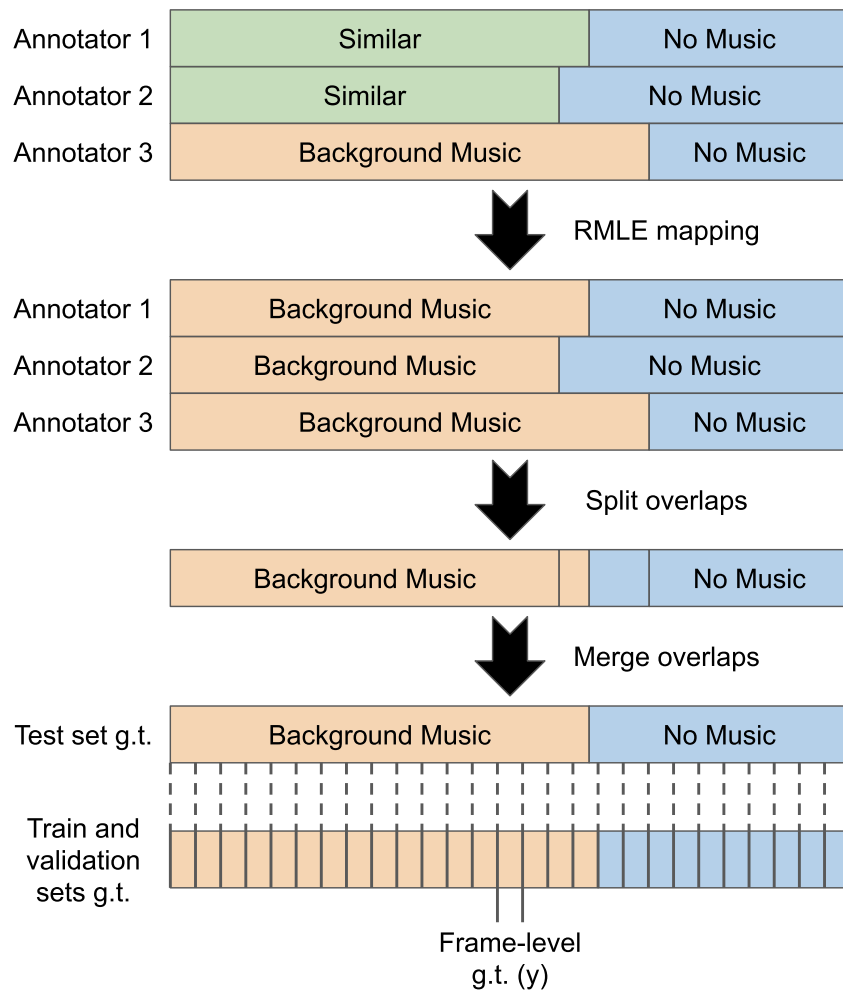 Annotator 1 Similar No Music
Annotator 2 Similar No Music
Annotator 3 Background Music No Music
RMLE mapping
Annotator 1 Background Music No Music
Annotator 2 Background Music No Music
Annotator 3 Background Music No Music
Split overlaps
Background Music No Music
Merge overlaps
Test set g.t. Background Music No Music
Train and
validation
sets g.t.
Frame-level
g.t. (y)